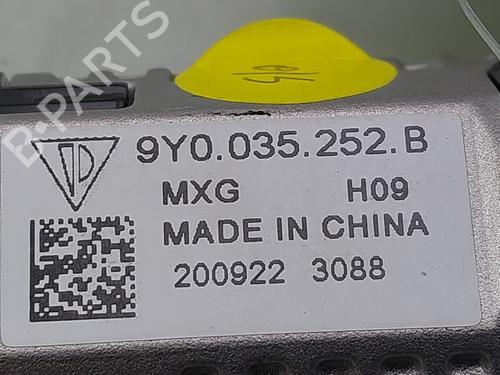 B-PARTS
9Y0.035.252.B
MXG H09
MADE IN CHINA
200922 3088